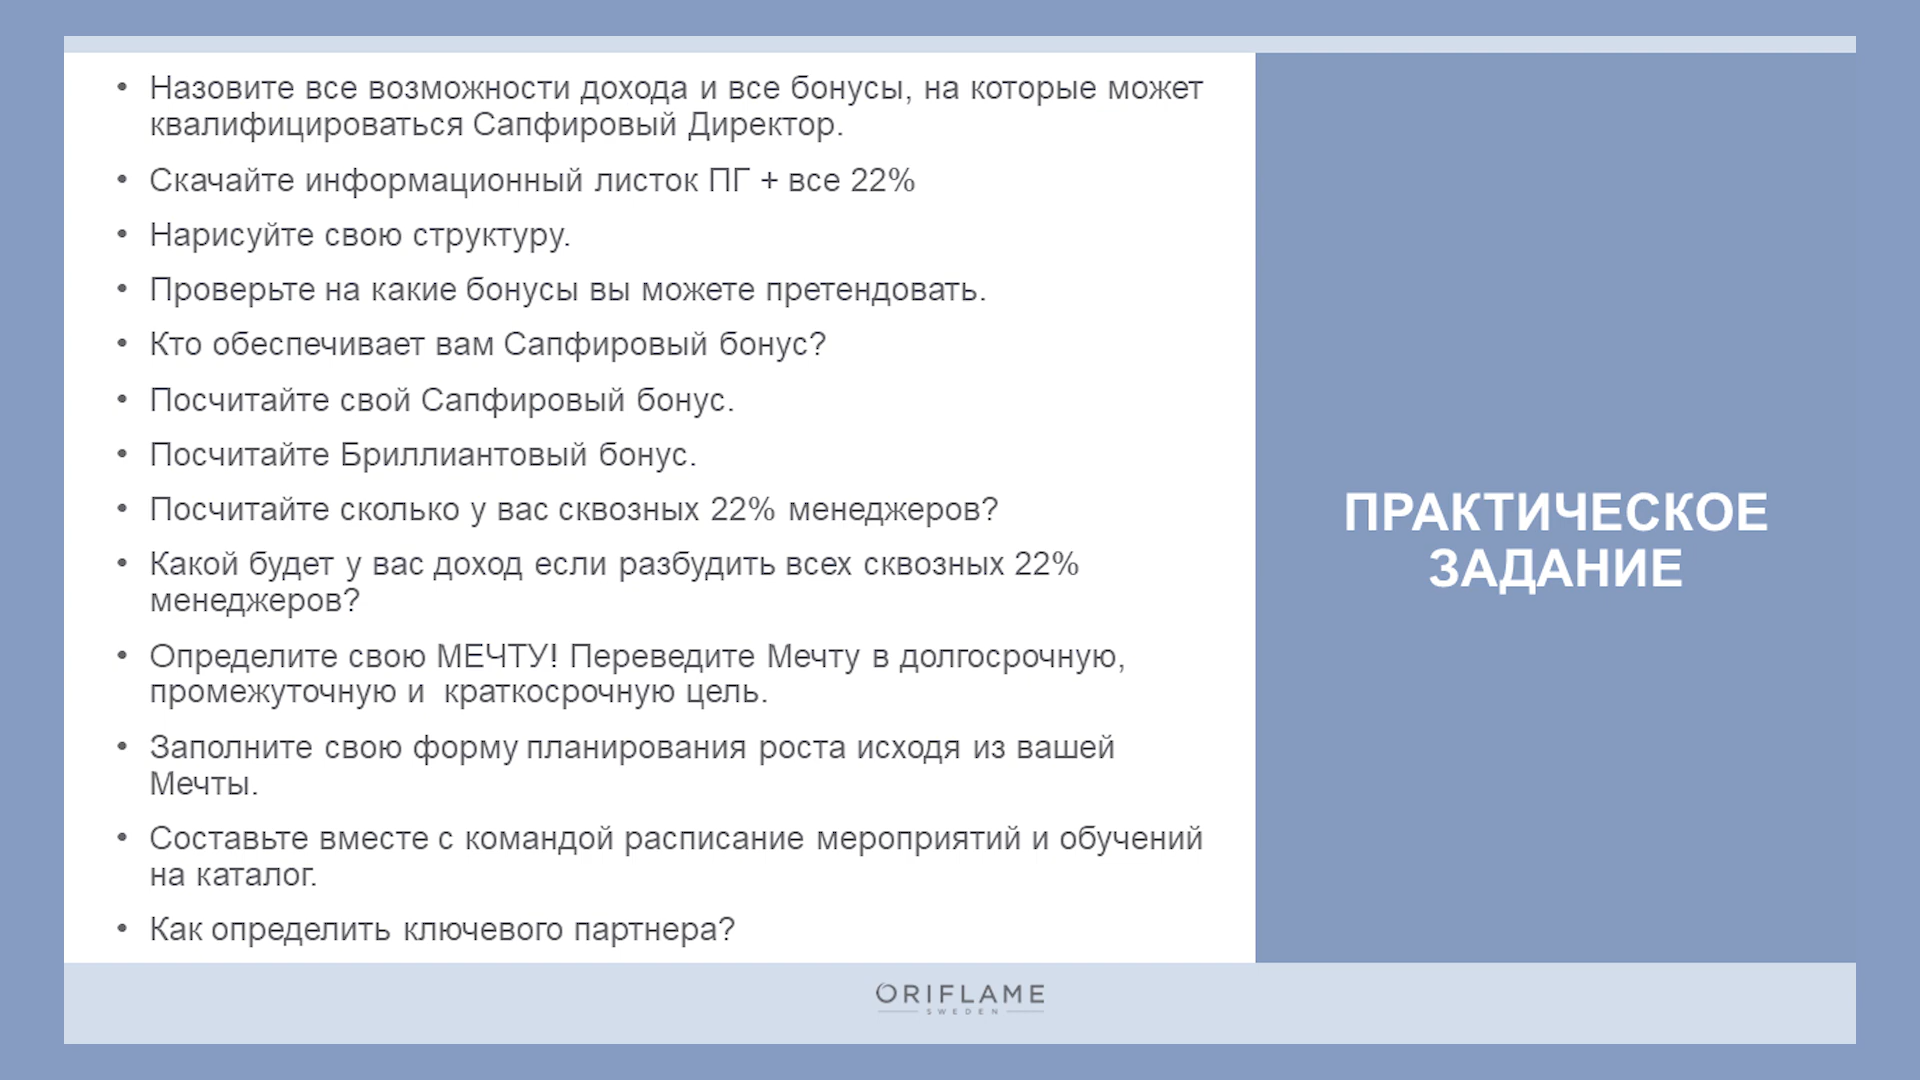 • Назовите все возможности дохода и все бонусы, на которые может
квалифицироваться Сапфировый Директор.
• Скачайте информационный листок ПГ + все 22%
• Нарисуйте свою структуру.
• Проверьте на какие бонусы вы можете претендовать.
• Кто обеспечивает вам Сапфировый бонус?
• Посчитайте свой Сапфировый бонус.
• Посчитайте Бриллиантовый бонус.
• Посчитайте сколько у вас сквозных 22% менеджеров?
• Какой будет у вас доход если разбудить всех сквозных 22%
менеджеров?
• Определите свою МЕЧТУ! Переведите Мечту в долгосрочную,
промежуточную и краткосрочную цель.
• Заполните свою форму планирования роста исходя из вашей
Мечты.
• Составьте вместе с командой расписание мероприятий и обучений
на каталог.
• Как определить ключевого партнера?
ПРАКТИЧЕСКОЕ
ЗАДАНИЕ
ORIFLAME
SWEDEN